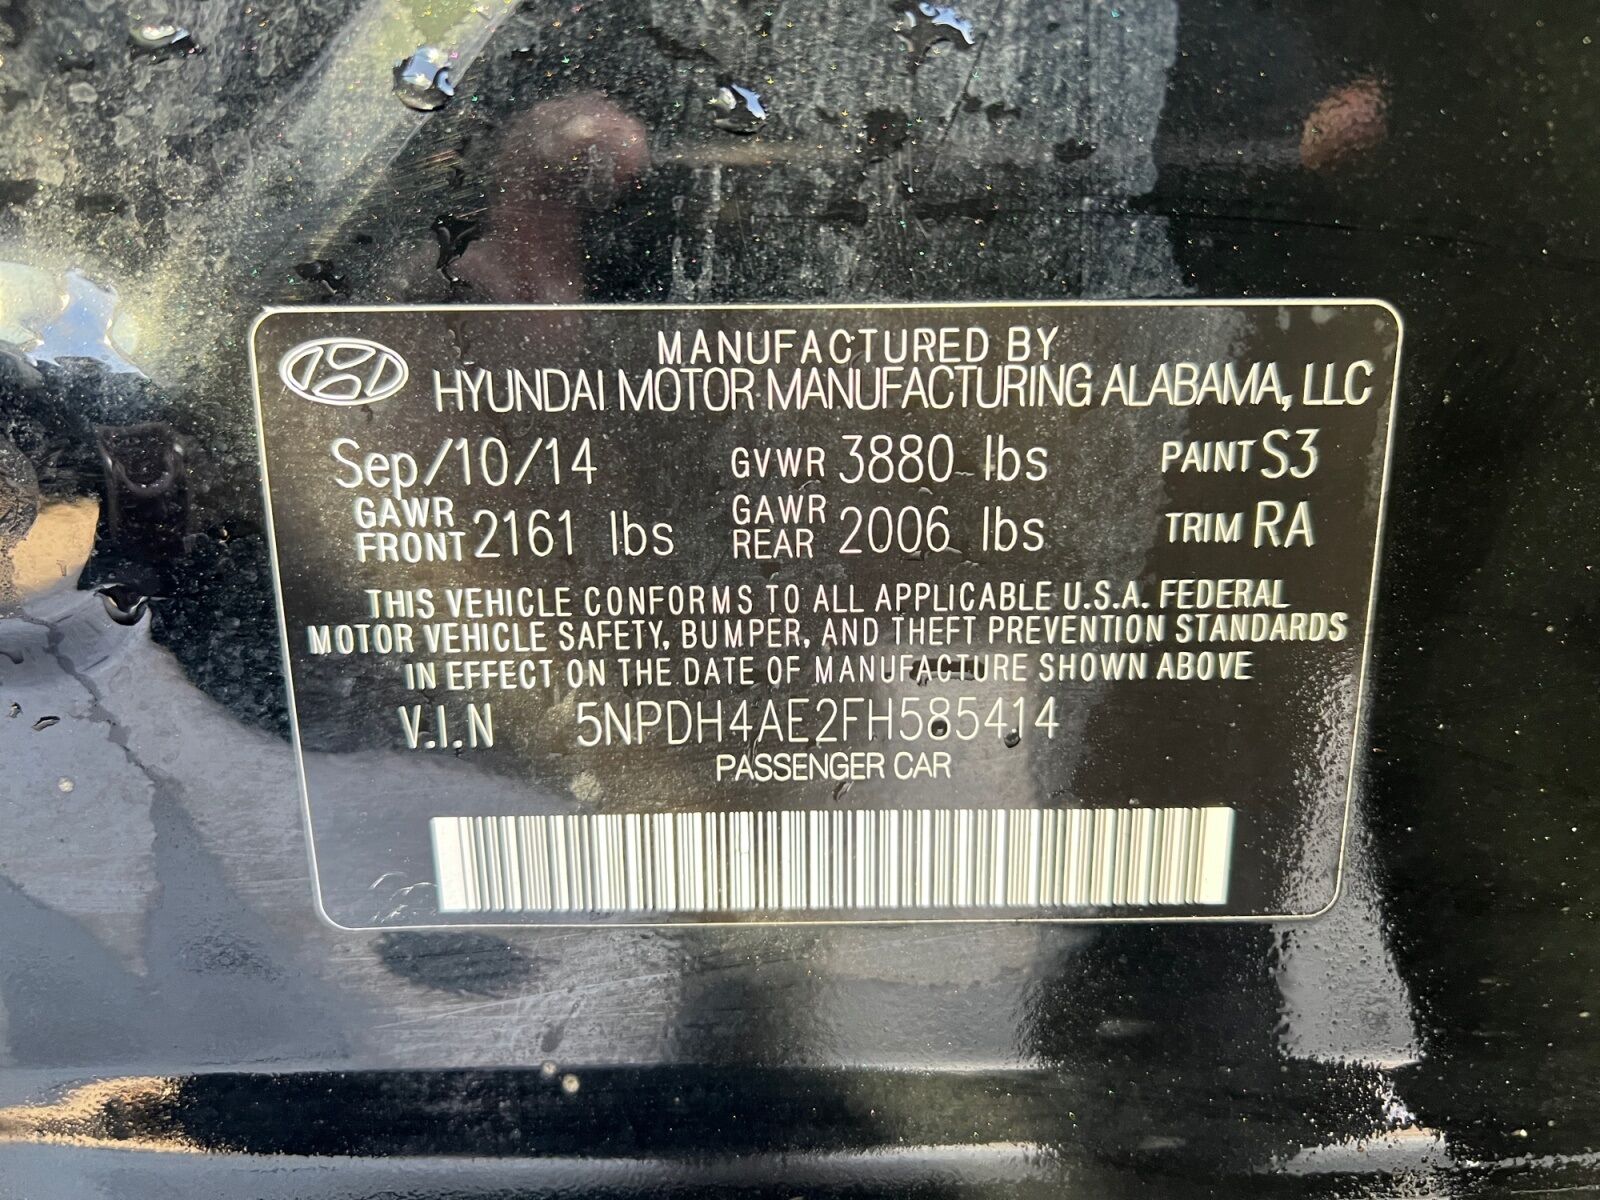 MANUFACTURED BY
HYUNDAI MOTOR MANUFACTURING ALABAMA, LLC
Sep/10/14 GVWR 3880 lbs PAINT S3
GAWR FRONT 2161 lbs GAWR REAR 2006 lbs TRIM RA
THIS VEHICLE CONFORMS TO ALL APPLICABLE U.S.A. FEDERAL
MOTOR VEHICLE SAFETY, BUMPER, AND THEFT PREVENTION STANDARDS
IN EFFECT ON THE DATE OF MANUFACTURE SHOWN ABOVE
V.I.N 5NPDH4AE2FH585414
PASSENGER CAR